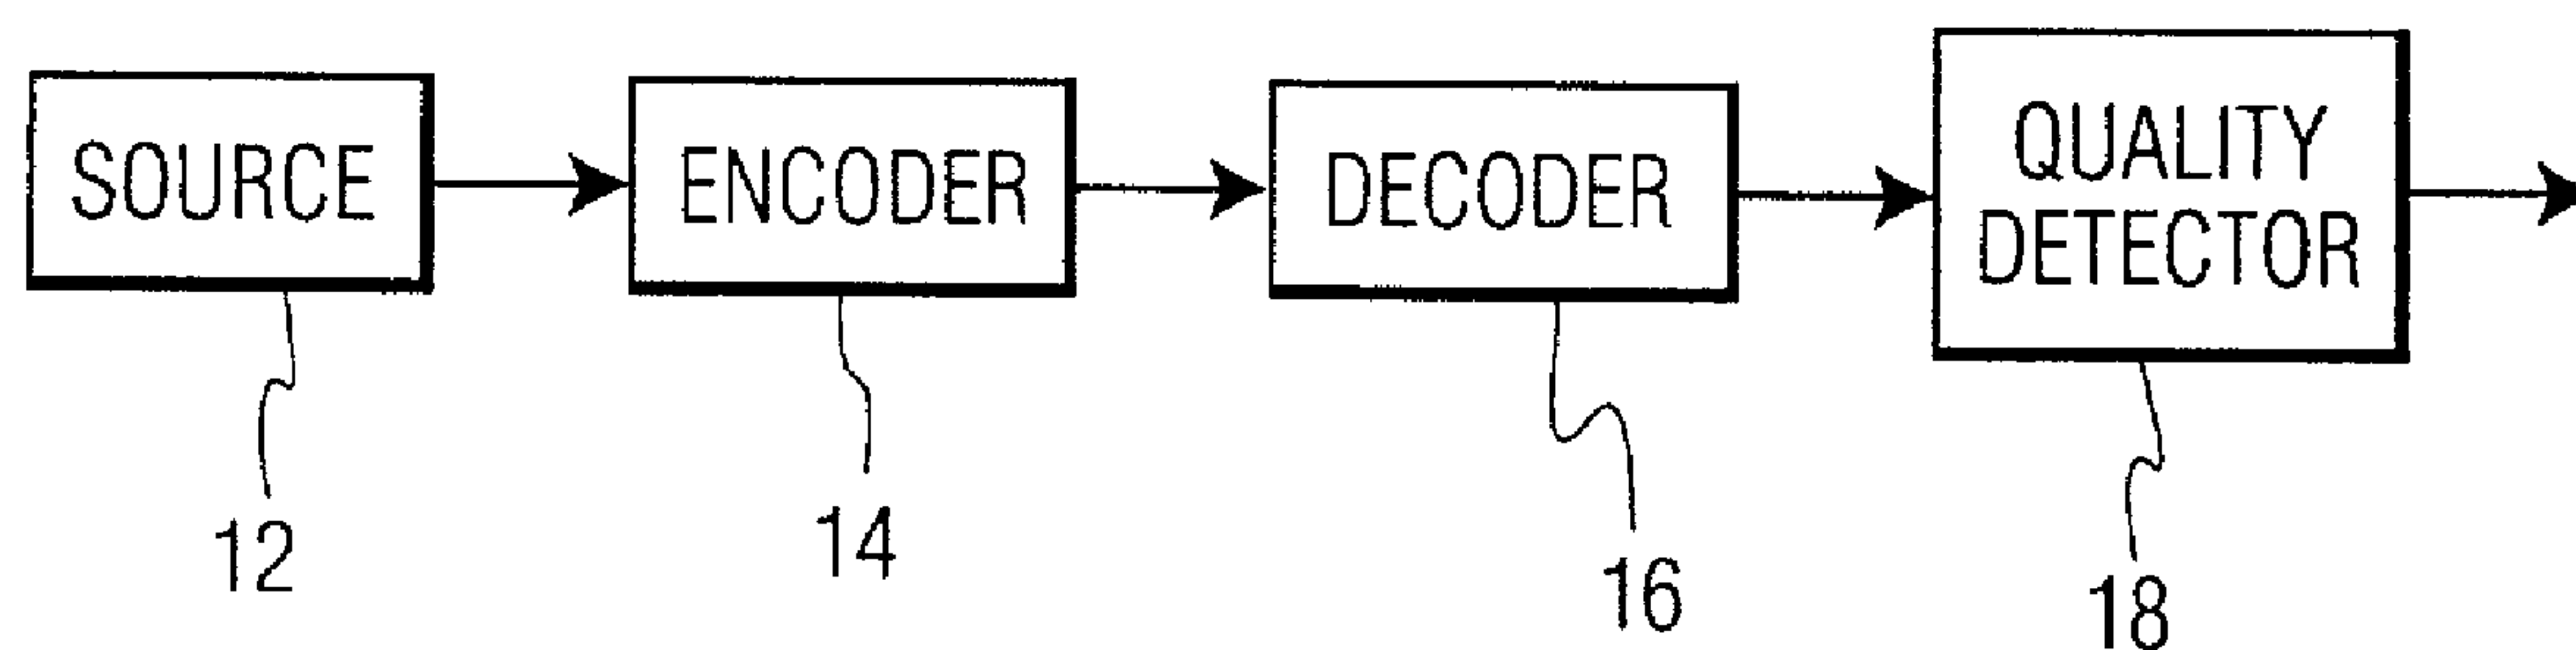 SOURCE
ENCODER
DECODER
QUALITY
DETECTOR
12
14
16
18